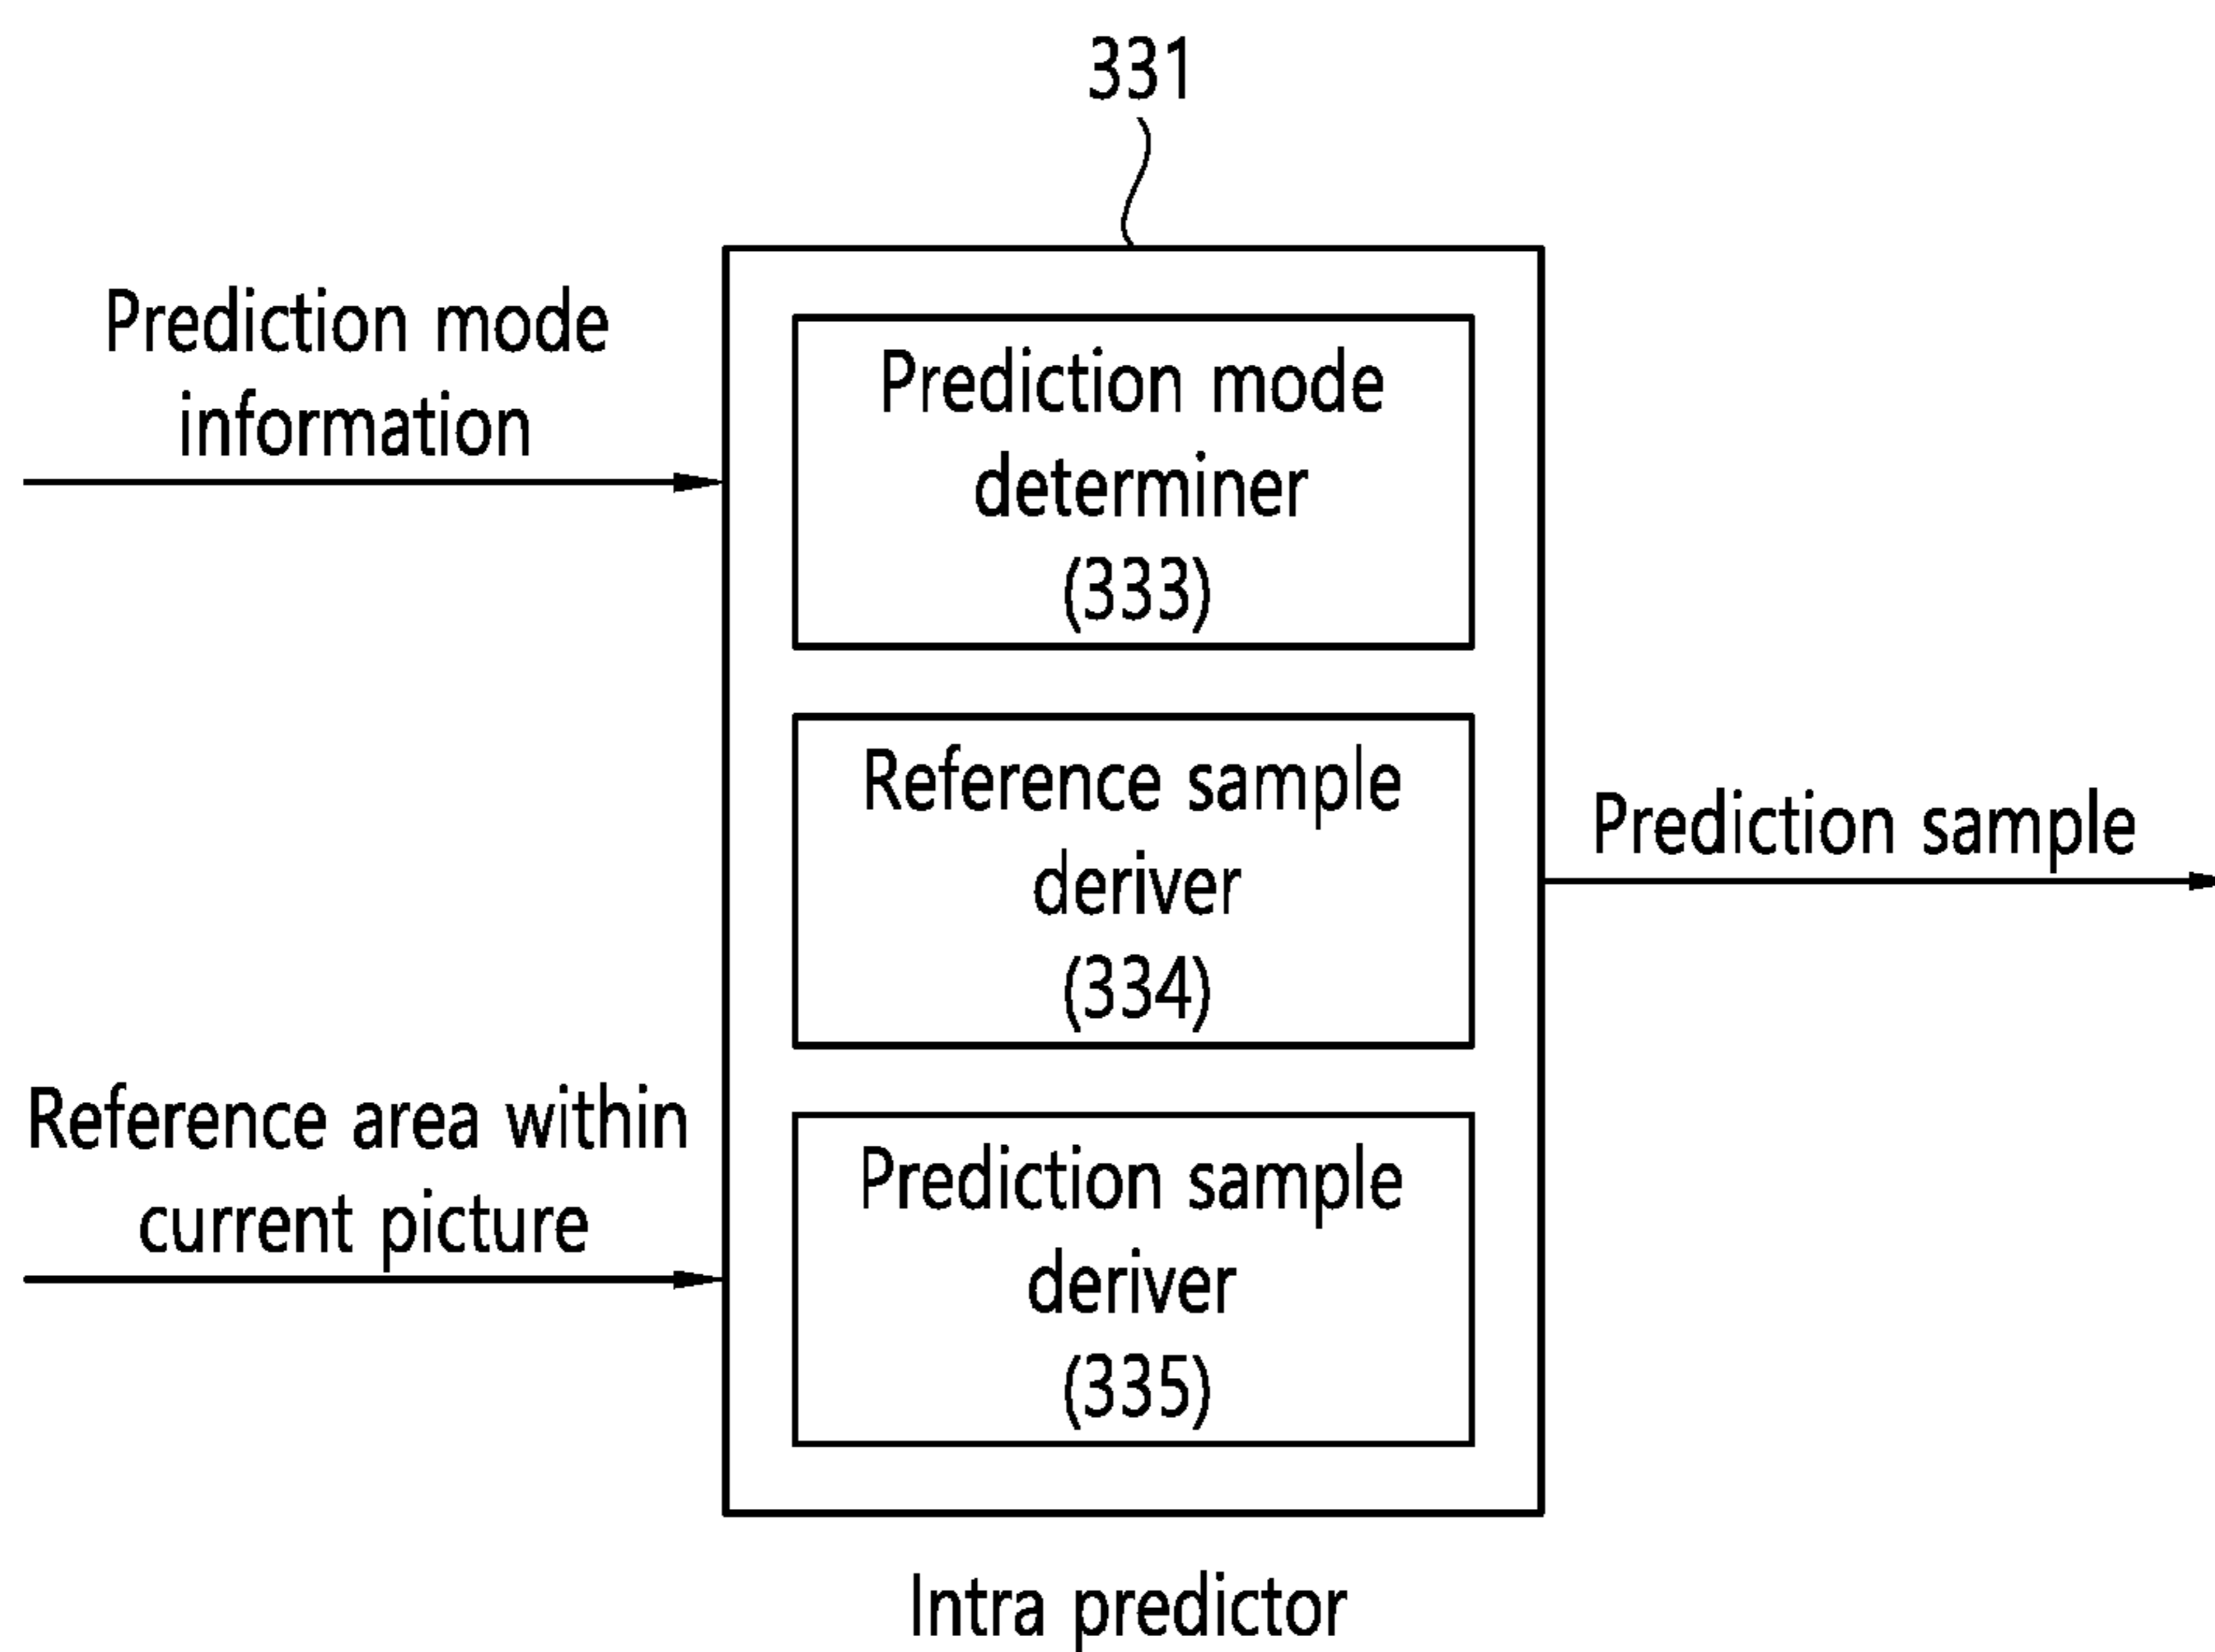 331
Prediction mode
information
Prediction mode
determiner
(333)
Reference sample
deriver
(334)
Prediction sample
Reference area within
current picture
Prediction sample
deriver
(335)
Intra predictor